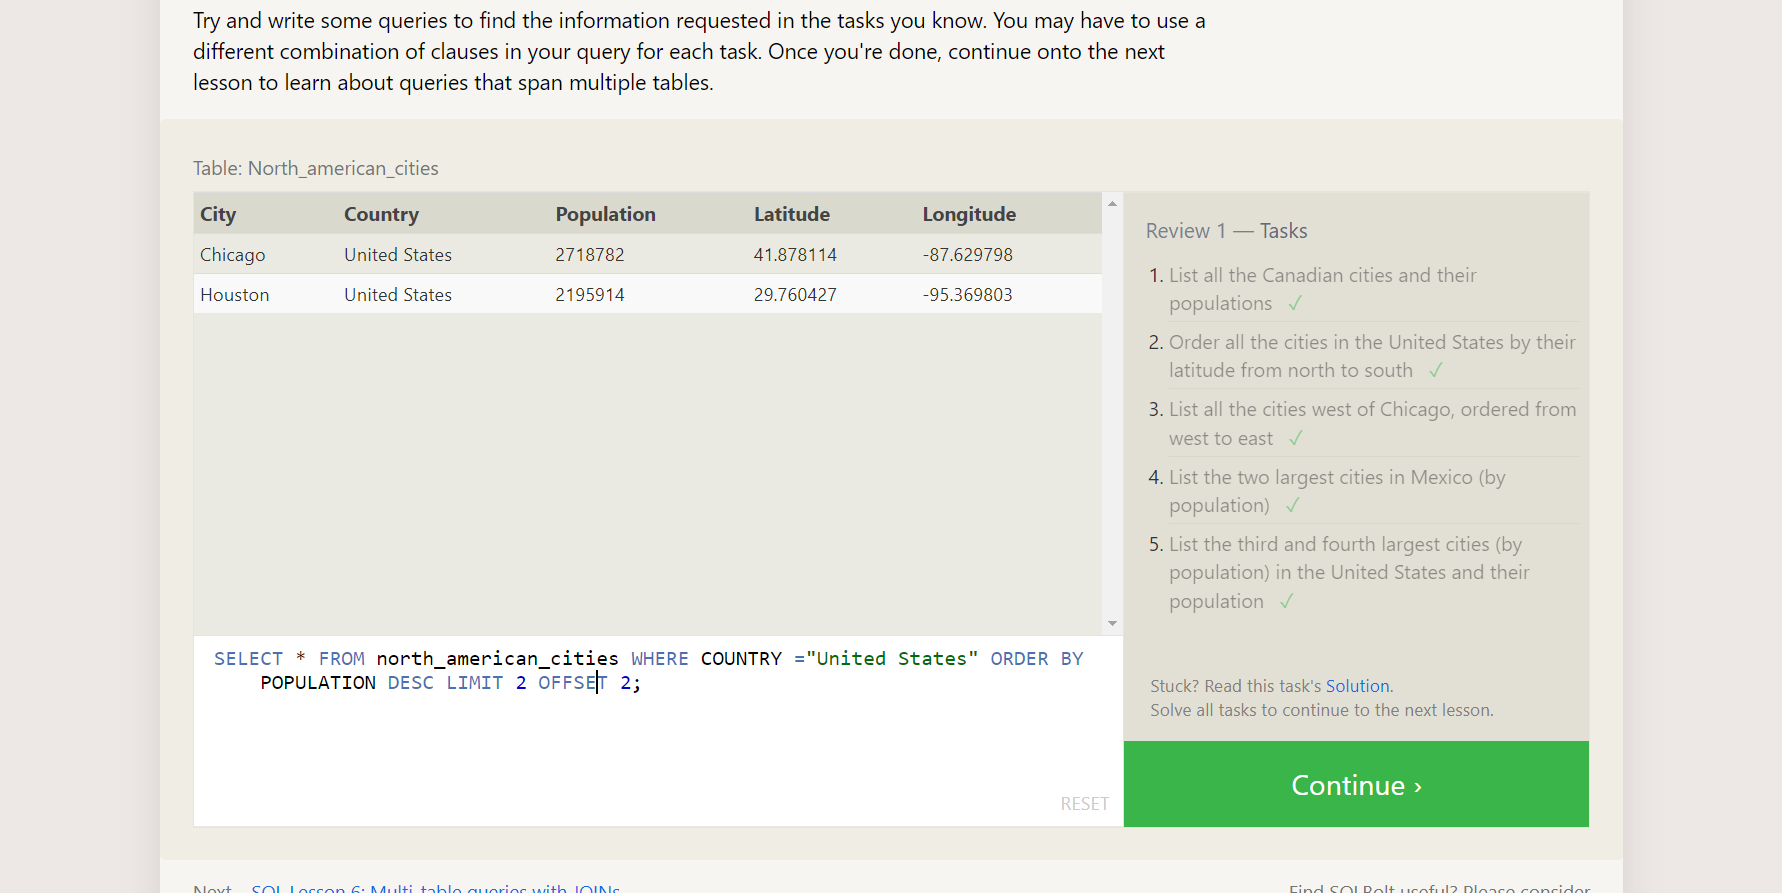 Try and write some queries to find the information requested in the tasks you know. You may have to use a
different combination of clauses in your query for each task. Once you're done, continue onto the next
lesson to learn about queries that span multiple tables.
Table: North_american_cities
City Country Population Latitude Longitude
Chicago United States 2718782 41.878114 -87.629798
Houston United States 2195914 29.760427 -95.369803
SELECT * FROM north_american_cities WHERE COUNTRY ="United States" ORDER BY
POPULATION DESC LIMIT 2 OFFSET 2;
RESET
Review 1 — Tasks
1. List all the Canadian cities and their
populations ✓
2. Order all the cities in the United States by their
latitude from north to south ✓
3. List all the cities west of Chicago, ordered from
west to east ✓
4. List the two largest cities in Mexico (by
population) ✓
5. List the third and fourth largest cities (by
population) in the United States and their
population ✓
Stuck? Read this task's Solution.
Solve all tasks to continue to the next lesson.
Continue ›
Next – SQL Lesson 6: Multi-table queries with JOINs
Find SQLBolt useful? Please consider